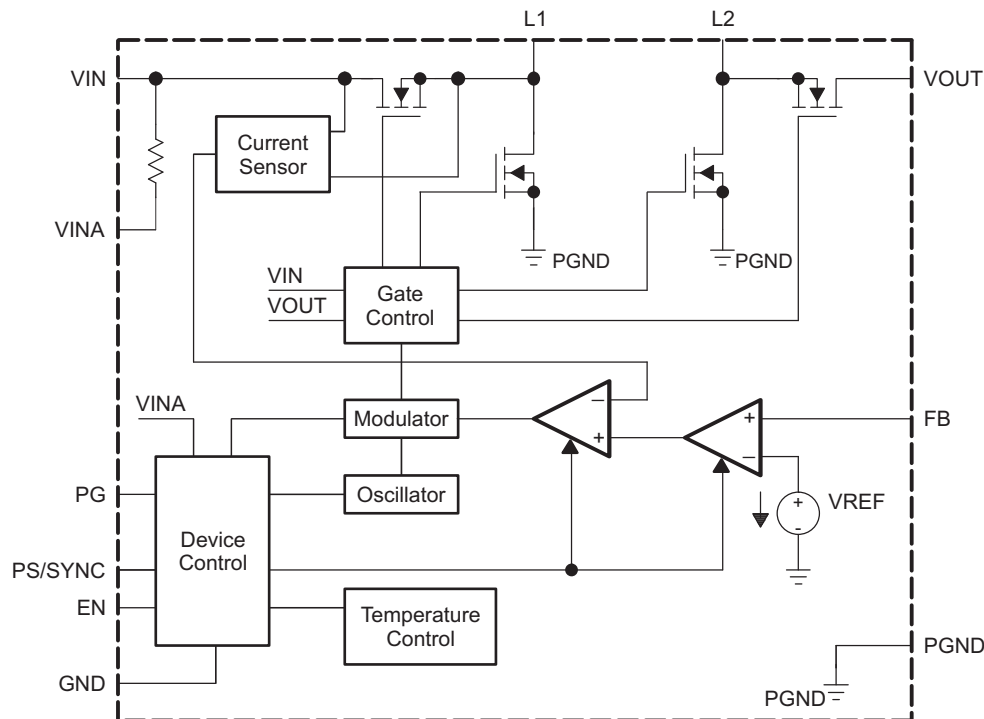 L1
L2
VIN
VOUT
Current
Sensor
VINA
PGND
PGND
VIN
VOUT
Gate
Control
VINA
Modulator
−
+
+
−
FB
PG
Oscillator
+
-
VREF
Device
Control
PS/SYNC
EN
Temperature
Control
PGND
GND
PGND